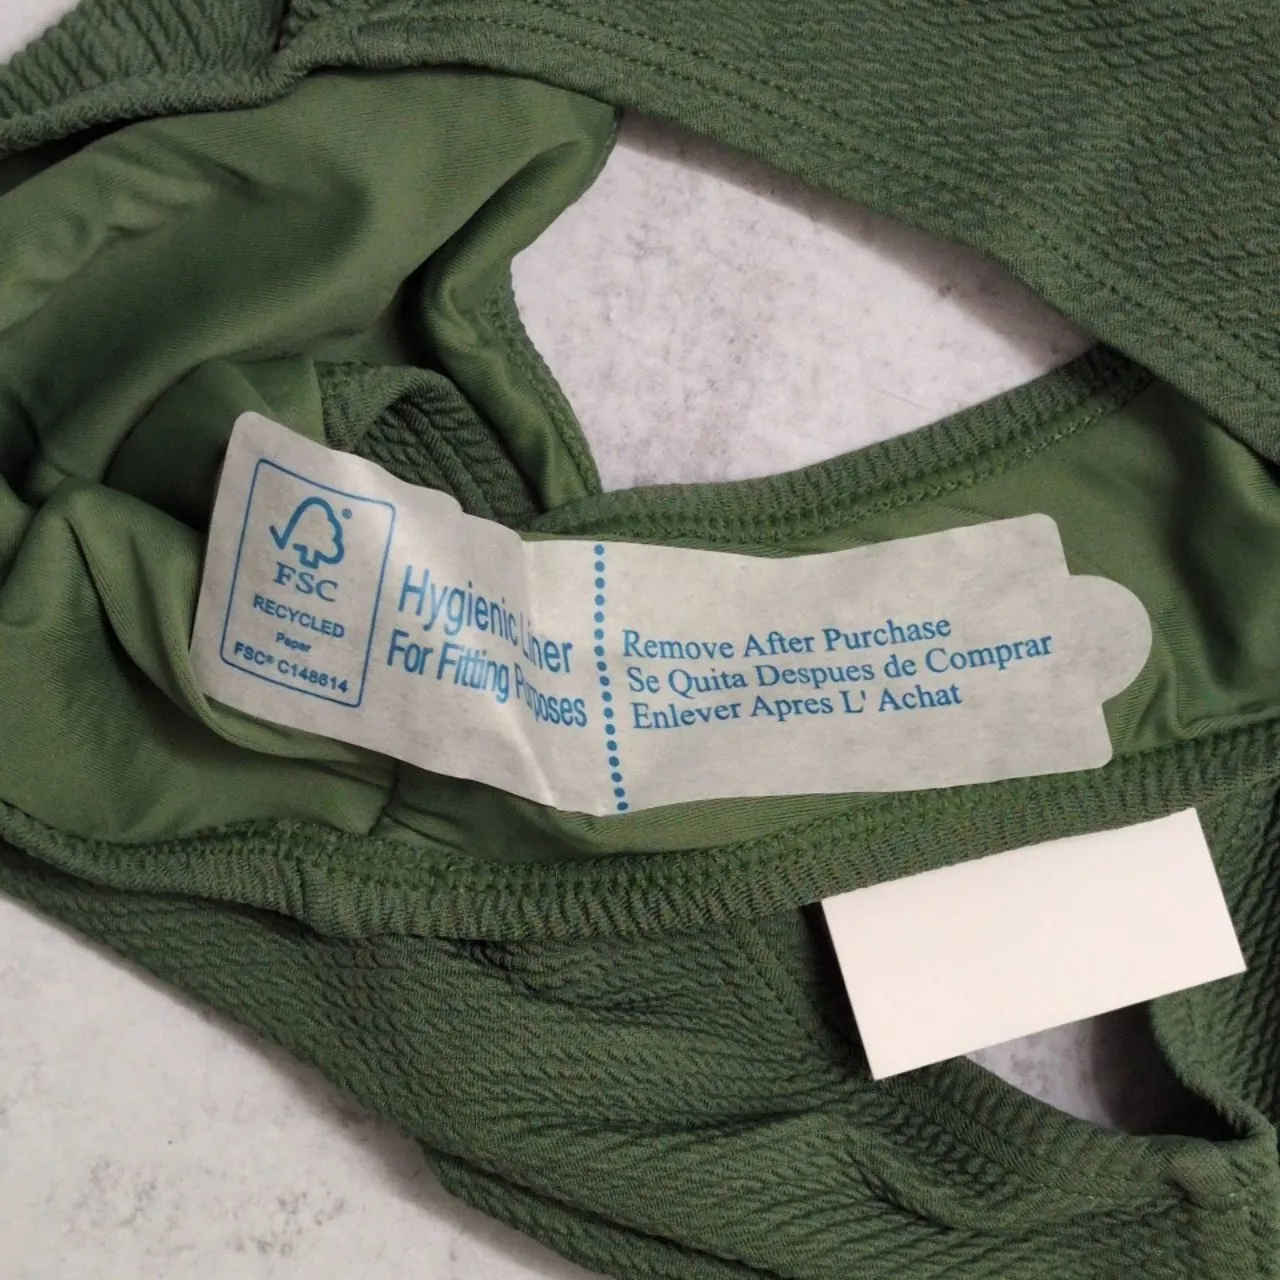 FSC
RECYCLED
Paper
FSC® C148614
Hygienic Liner
For Fitting Purposes
Remove After Purchase
Se Quita Despues de Comprar
Enlever Apres L' Achat